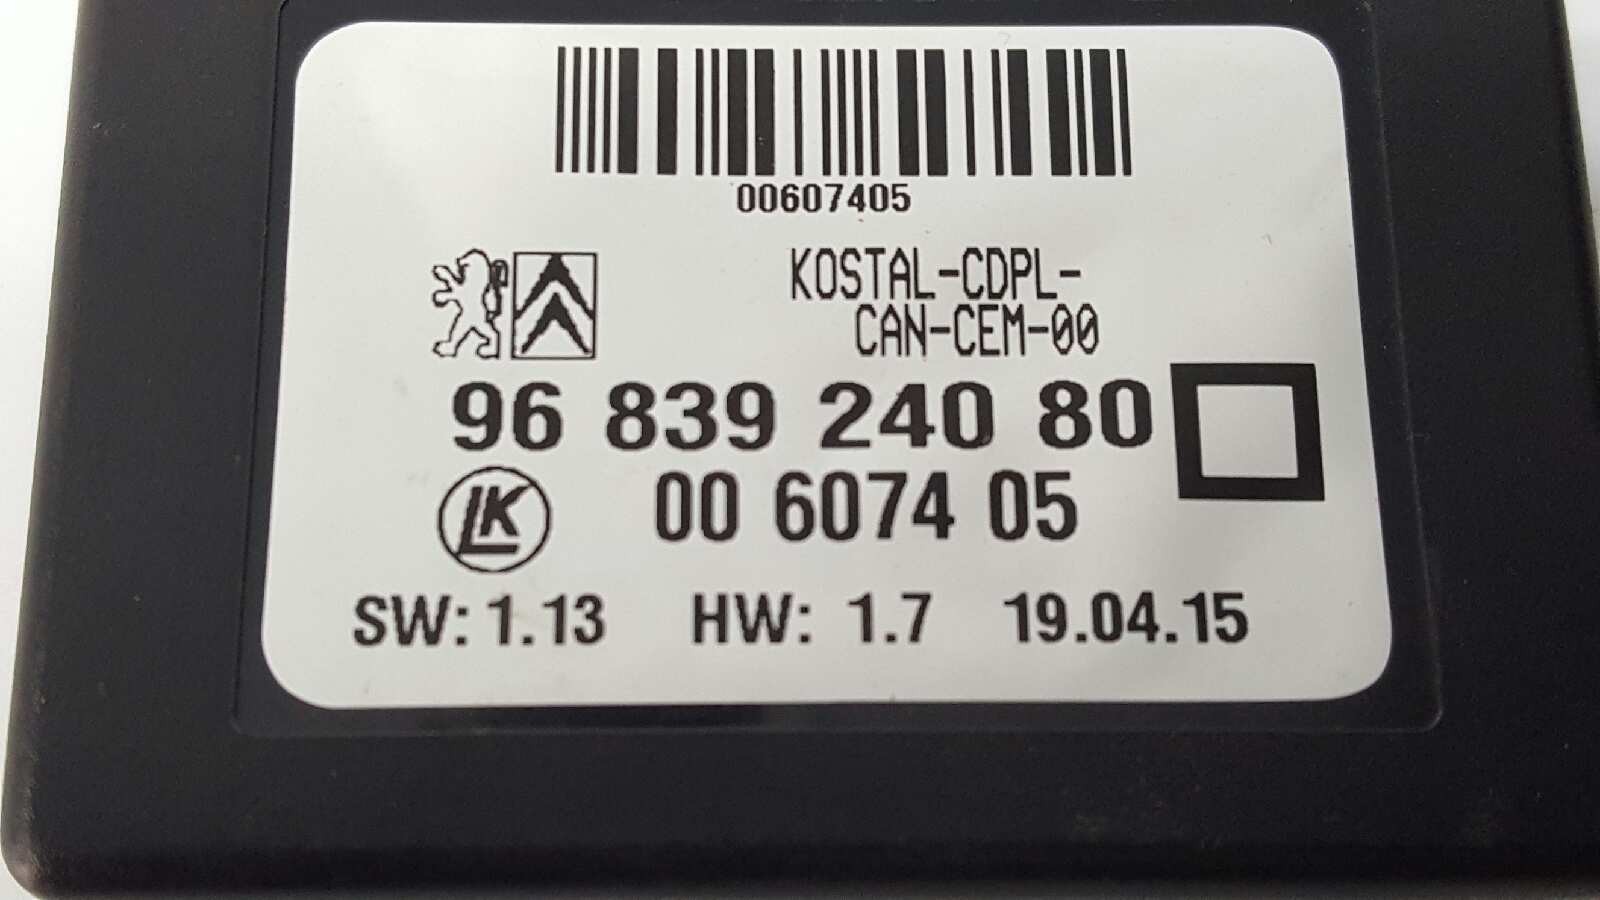 00607405
KOSTAL-CDPL-
CAN-CEM-00
96 839 240 80
LK 00 6074 05
SW: 1.13 HW: 1.7 19.04.15